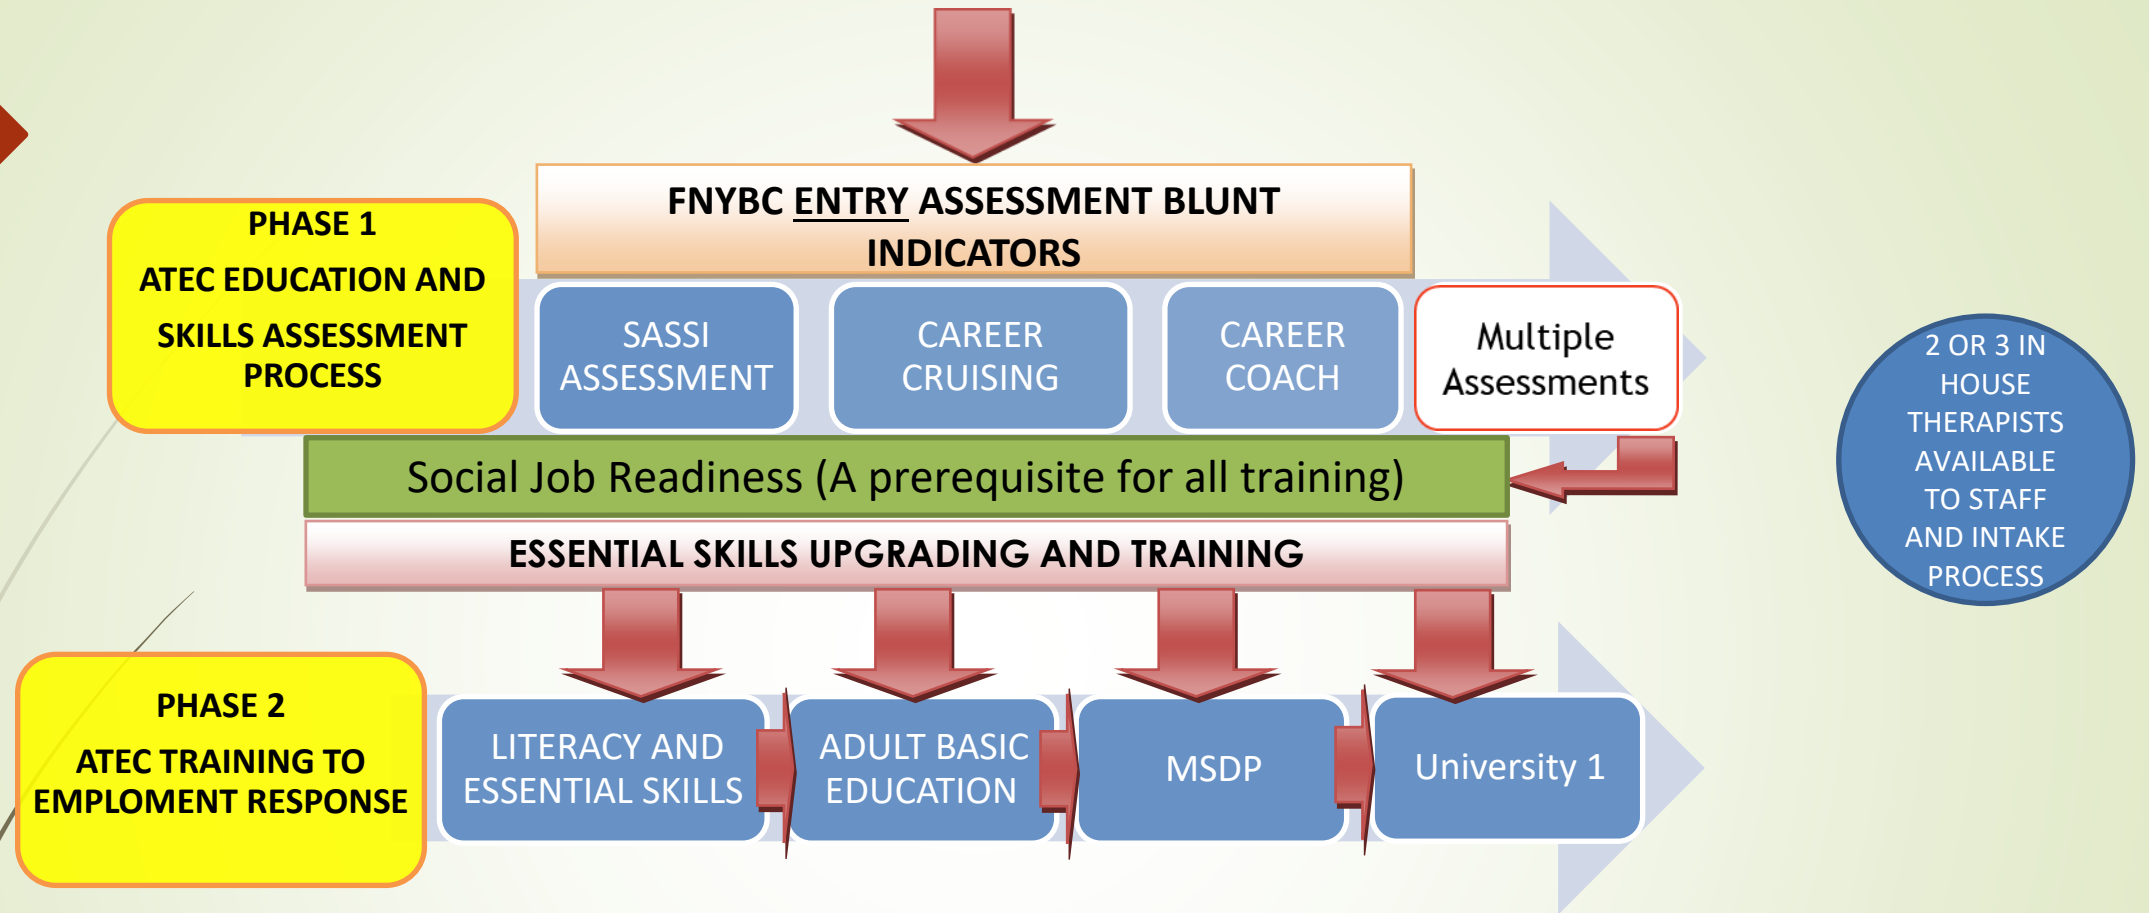 FNYBC ENTRY ASSESSMENT BLUNT
INDICATORS
PHASE 1
ATEC EDUCATION AND
SKILLS ASSESSMENT
PROCESS
SASSI
ASSESSMENT
CAREER
CRUISING
CAREER
COACH
Multiple
Assessments
2 OR 3 IN
HOUSE
THERAPISTS
AVAILABLE
TO STAFF
AND INTAKE
PROCESS
Social Job Readiness (A prerequisite for all training)
ESSENTIAL SKILLS UPGRADING AND TRAINING
PHASE 2
ATEC TRAINING TO
EMPLOMENT RESPONSE
LITERACY AND
ESSENTIAL SKILLS
ADULT BASIC
EDUCATION
MSDP
University 1